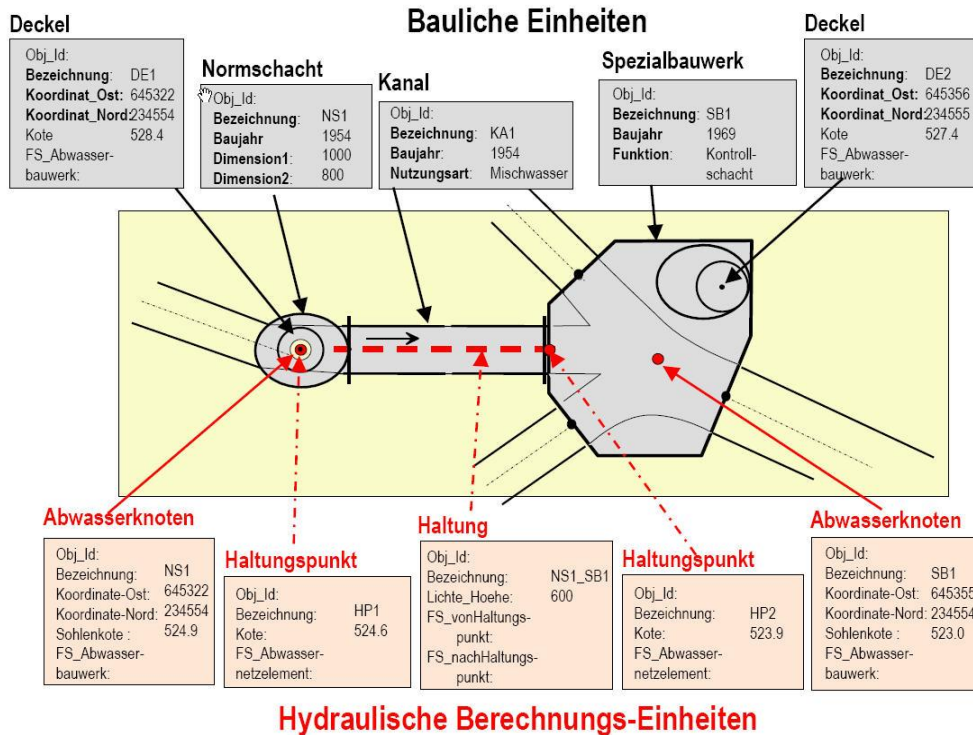 Bauliche Einheiten
Deckel
Obj_Id:
Bezeichnung: DE1
Koordinat_Ost: 645322
Koordinat_Nord: 234554
Kote 528.4
FS_Abwasser-
bauwerk:
Normschacht
Obj_Id:
Bezeichnung: NS1
Baujahr 1954
Dimension1: 1000
Dimension2: 800
Kanal
Obj_Id:
Bezeichnung: KA1
Baujahr: 1954
Nutzungsart: Mischwasser
Spezialbauwerk
Obj_Id:
Bezeichnung: SB1
Baujahr 1969
Funktion: Kontroll-
schacht
Deckel
Obj_Id:
Bezeichnung: DE2
Koordinat_Ost: 645356
Koordinat_Nord: 234555
Kote 527.4
FS_Abwasser-
bauwerk:
Abwasserknoten
Obj_Id:
Bezeichnung: NS1
Koordinate-Ost: 645322
Koordinate-Nord: 234554
Sohlenkote : 524.9
FS_Abwasser-
bauwerk:
Haltungspunkt
Obj_Id:
Bezeichnung: HP1
Kote: 524.6
FS_Abwasser-
netzelement:
Haltung
Obj_Id:
Bezeichnung: NS1_SB1
Lichte_Hoehe: 600
FS_vonHaltungs-
punkt:
FS_nachHaltungs-
punkt:
Haltungspunkt
Obj_Id:
Bezeichnung: HP2
Kote: 523.9
FS_Abwasser-
netzelement:
Abwasserknoten
Obj_Id:
Bezeichnung: SB1
Koordinate-Ost: 645355
Koordinate-Nord: 234554
Sohlenkote : 523.0
FS_Abwasser-
bauwerk:
Hydraulische Berechnungs-Einheiten